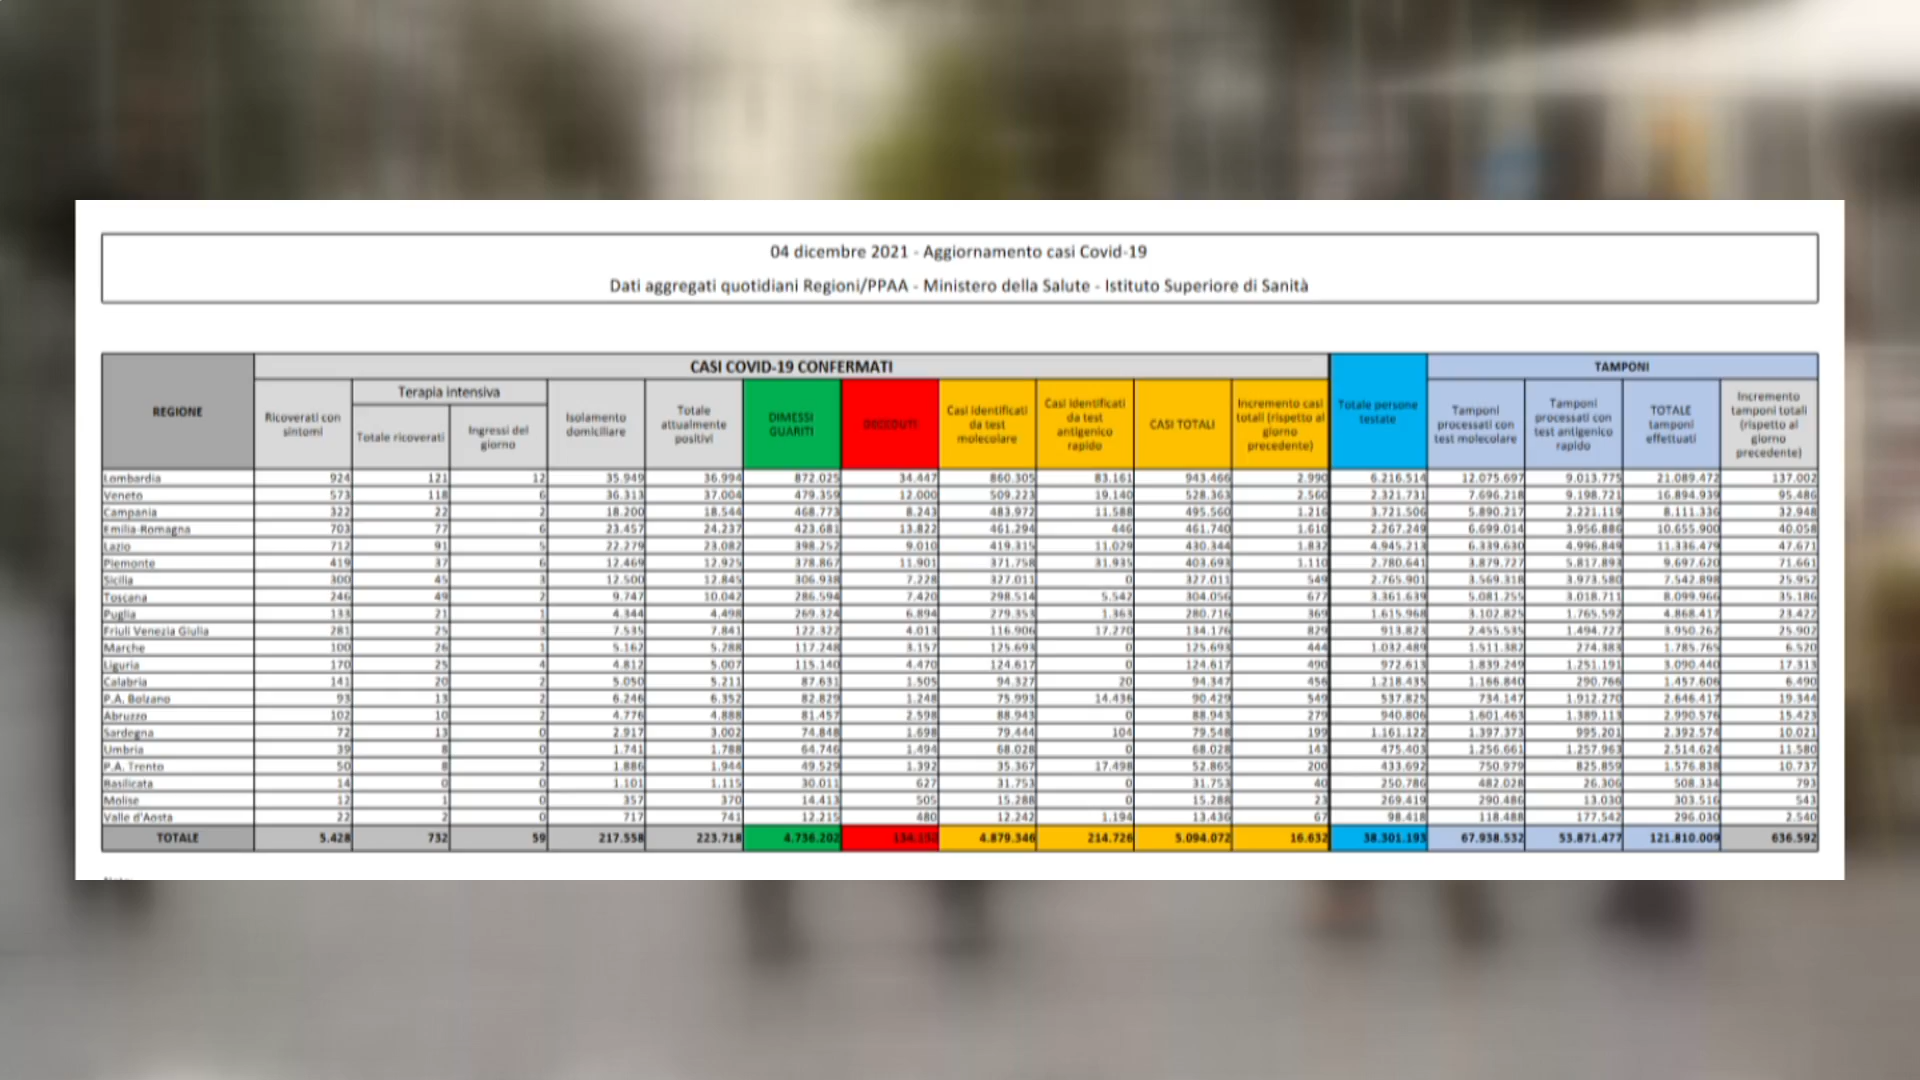 04 dicembre 2021 - Aggiornamento casi Covid-19
Dati aggregati quotidiani Regioni/PPAA - Ministero della Salute - Istituto Superiore di Sanità
REGIONE
CASI COVID-19 CONFERMATI
TAMPONI
Ricoverati con sintomi
Terapia intensiva
Totale ricoverati
Ingressi del giorno
Isolamento domiciliare
Totale attualmente positivi
DIMESSI GUARITI
DECEDUTI
Casi identificati da test molecolare
Casi identificati da test antigenico rapido
CASI TOTALI
Incremento casi totali (rispetto al giorno precedente)
Totale persone testate
Tamponi processati con test molecolare
Tamponi processati con test antigenico rapido
TOTALE tamponi effettuati
Incremento tamponi totali (rispetto al giorno precedente)
Lombardia 924 121 12 35.949 36.994 872.025 34.447 860.305 83.161 943.466 2.990 6.216.514 12.075.697 9.013.775 21.089.472 137.002
Veneto 573 118 6 36.313 37.004 479.359 12.000 509.223 19.140 528.363 2.560 2.321.731 7.696.218 9.198.721 16.894.939 95.486
Campania 322 22 2 18.200 18.544 468.773 8.243 483.972 11.588 495.560 1.216 3.721.506 5.890.217 2.221.119 8.111.336 32.948
Emilia-Romagna 703 77 6 23.457 24.237 423.681 13.822 461.294 446 461.740 1.610 2.267.249 6.699.014 3.956.886 10.655.900 40.058
Lazio 712 91 5 22.279 23.082 398.252 9.010 419.315 11.029 430.344 1.832 4.945.213 6.339.630 4.996.849 11.336.479 47.671
Piemonte 419 37 6 12.469 12.925 378.867 11.901 371.758 31.935 403.693 1.110 2.780.641 3.879.727 5.817.893 9.697.620 71.661
Sicilia 300 45 3 12.500 12.845 306.938 7.228 327.011 0 327.011 549 2.765.901 3.569.318 3.973.580 7.542.898 25.952
Toscana 246 49 2 9.747 10.042 286.594 7.420 298.514 5.542 304.056 677 3.361.639 5.081.255 3.018.711 8.099.966 35.186
Puglia 133 21 1 4.344 4.498 269.324 6.894 279.353 1.363 280.716 369 1.615.968 3.102.825 1.765.592 4.868.417 23.422
Friuli Venezia Giulia 281 25 3 7.535 7.841 122.322 4.013 116.906 17.270 134.176 829 913.823 2.455.535 1.494.727 3.950.262 25.902
Marche 100 26 1 5.162 5.288 117.248 3.157 125.693 0 125.693 444 1.032.489 1.511.382 274.383 1.785.765 6.520
Liguria 170 25 4 4.812 5.007 115.140 4.470 124.617 0 124.617 490 972.613 1.839.249 1.251.191 3.090.440 17.313
Calabria 141 20 2 5.050 5.211 87.631 1.505 94.327 20 94.347 456 1.218.435 1.166.840 290.766 1.457.606 6.490
P.A. Bolzano 93 13 2 6.246 6.352 82.829 1.248 75.993 14.436 90.429 549 537.825 734.147 1.912.270 2.646.417 19.344
Abruzzo 102 10 2 4.776 4.888 81.457 2.598 88.943 0 88.943 279 940.806 1.601.463 1.389.113 2.990.576 15.423
Sardegna 72 13 0 2.917 3.002 74.848 1.698 79.444 104 79.548 199 1.161.122 1.397.373 995.201 2.392.574 10.021
Umbria 39 8 0 1.741 1.788 64.746 1.494 68.028 0 68.028 143 475.403 1.256.661 1.257.963 2.514.624 11.580
P.A. Trento 50 8 2 1.886 1.944 49.529 1.392 35.367 17.498 52.865 200 433.692 750.979 825.859 1.576.838 10.737
Basilicata 14 0 0 1.101 1.115 30.011 627 31.753 0 31.753 40 250.786 482.028 26.306 508.334 793
Molise 12 1 0 357 370 14.413 505 15.288 0 15.288 23 269.419 290.486 13.030 303.516 543
Valle d'Aosta 22 2 0 717 741 12.215 480 12.242 1.194 13.436 67 98.418 118.488 177.542 296.030 2.540
TOTALE 5.428 732 59 217.558 223.718 4.736.202 4.879.346 214.726 5.094.072 16.632 38.301.193 67.938.532 53.871.477 121.810.009 636.592